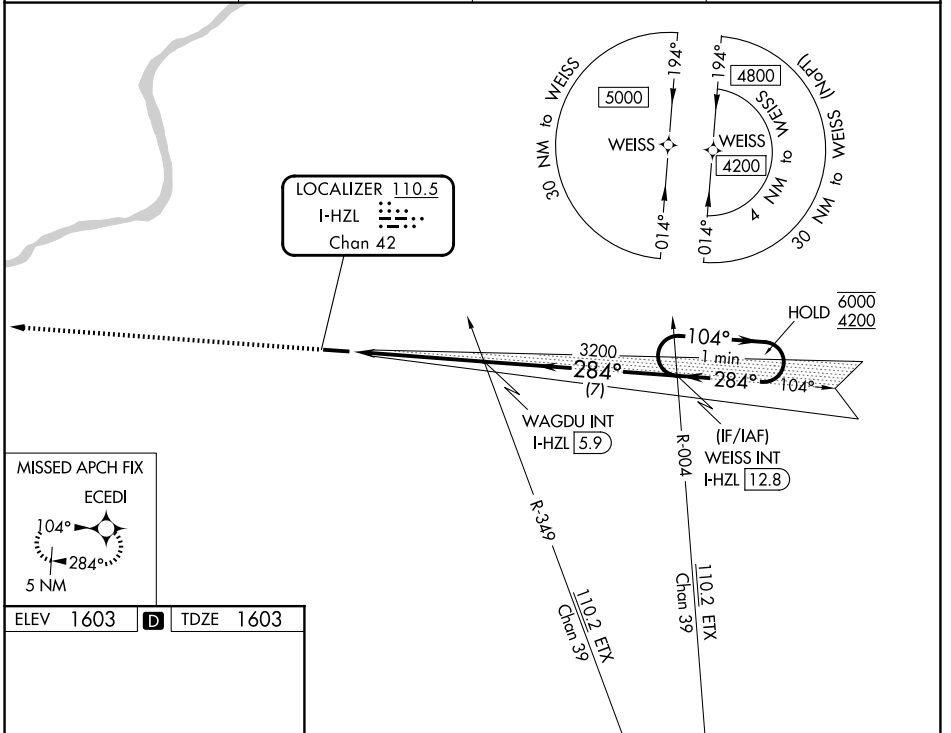 30 NM to WEISS
5000
194°
WEISS
014°
194°
4800
WEISS
4200
4 NM to WEISS
014°
30 NM to WEISS (NoPT)
LOCALIZER 110.5
I-HZL
Chan 42
HOLD 6000
4200
104°
1 min
3200
284°
(7)
284°
104°
WAGDU INT
I-HZL 5.9
(IF/IAF)
WEISS INT
I-HZL 12.8
R-349
R-004
110.2 ETX
Chan 39
110.2 ETX
Chan 39
MISSED APCH FIX
ECEDI
104°
284°
5 NM
ELEV 1603 D TDZE 1603